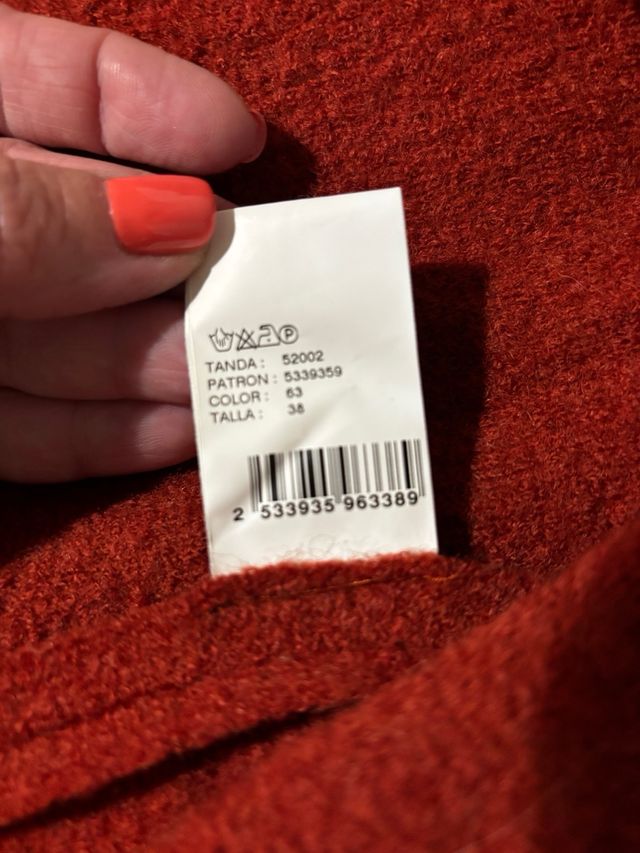 TANDA : 52002
PATRON : 5339359
COLOR : 63
TALLA : 38
2 533935 963389